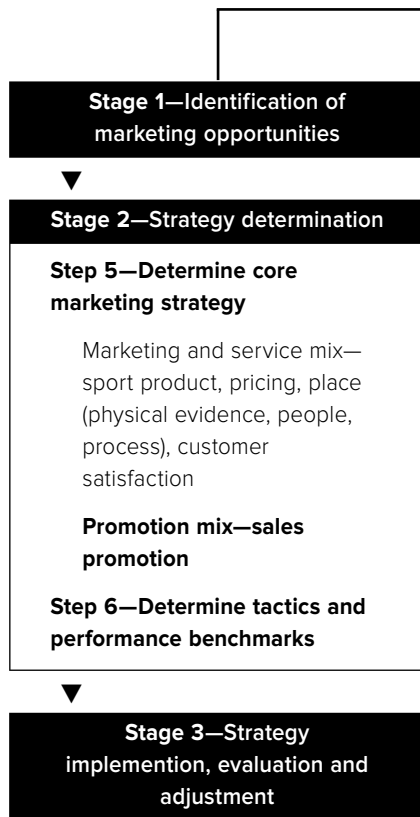 Stage 1—Identification of
marketing opportunities
▼
Stage 2—Strategy determination
Step 5—Determine core
marketing strategy
Marketing and service mix—
sport product, pricing, place
(physical evidence, people,
process), customer
satisfaction
Promotion mix—sales
promotion
Step 6—Determine tactics and
performance benchmarks
▼
Stage 3—Strategy
implemention, evaluation and
adjustment